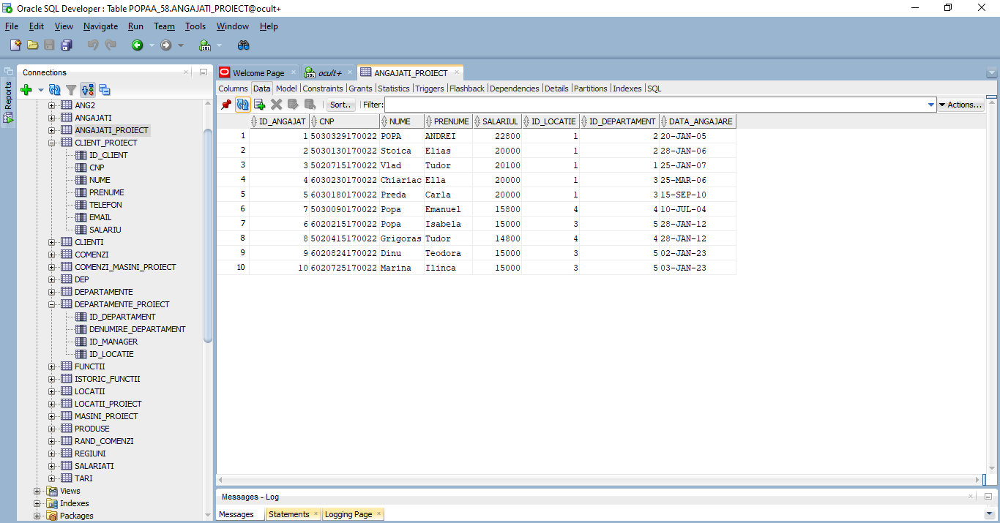 Oracle SQL Developer : Table POPAA_58.ANGAJATI_PROIECT@ocult+
File Edit View Navigate Run Team Tools Window Help
Reports
Connections
ANG2
ANGAJATI
ANGAJATI_PROIECT
CLIENT_PROIECT
ID_CLIENT
CNP
NUME
PRENUME
TELEFON
EMAIL
SALARIU
CLIENTI
COMENZI
COMENZI_MASINI_PROIECT
DEP
DEPARTAMENTE
DEPARTAMENTE_PROIECT
ID_DEPARTAMENT
DENUMIRE_DEPARTAMENT
ID_MANAGER
ID_LOCATIE
FUNCTII
ISTORIC_FUNCTII
LOCATII
LOCATII_PROIECT
MASINI_PROIECT
PRODUSE
RAND_COMENZI
REGIUNI
SALARIATI
TARI
Views
Indexes
Packages
Welcome Page ocult+ ANGAJATI_PROIECT
Columns Data Model Constraints Grants Statistics Triggers Flashback Dependencies Details Partitions Indexes SQL
Sort.. Filter: Actions...
ID_ANGAJAT CNP NUME PRENUME SALARIUL ID_LOCATIE ID_DEPARTAMENT DATA_ANGAJARE
1 1 5030329170022 POPA ANDREI 22800 1 2 20-JAN-05
2 2 5030130170022 Stoica Elias 20000 1 2 28-JAN-06
3 3 5020715170022 Vlad Tudor 20100 1 1 25-JAN-07
4 4 6030230170022 Chiariac Ella 20000 1 3 25-MAR-06
5 5 6030180170022 Preda Carla 20000 1 3 15-SEP-10
6 7 5030090170022 Popa Emanuel 15800 4 4 10-JUL-04
7 6 6020215170022 Popa Isabela 15000 3 5 28-JAN-12
8 8 5020415170022 Grigoras Tudor 14800 4 4 28-JAN-12
9 9 6020824170022 Dinu Teodora 15000 3 5 02-JAN-23
10 10 6020725170022 Marina Ilinca 15000 3 5 03-JAN-23
Messages - Log
Messages Statements Logging Page